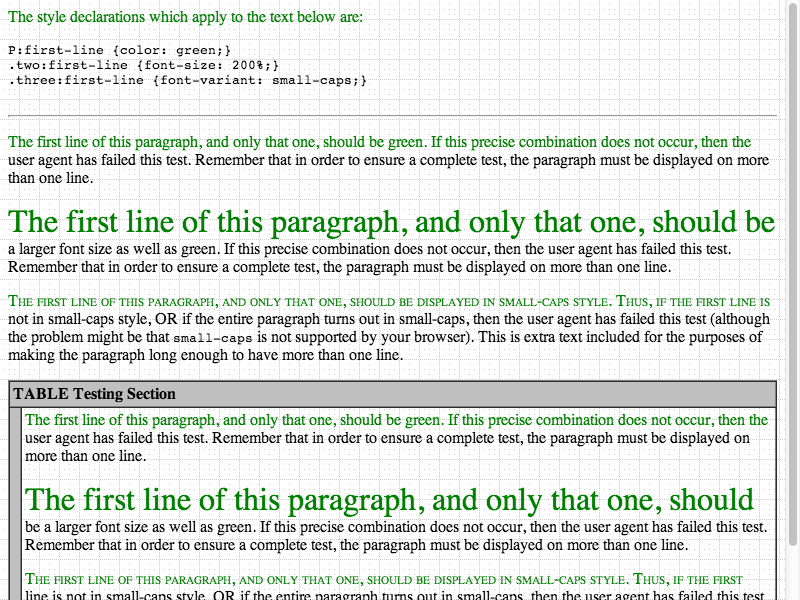 The style declarations which apply to the text below are:
P:first-line {color: green;}
.two:first-line {font-size: 200%;}
.three:first-line {font-variant: small-caps;}
The first line of this paragraph, and only that one, should be green. If this precise combination does not occur, then the
user agent has failed this test. Remember that in order to ensure a complete test, the paragraph must be displayed on more
than one line.
The first line of this paragraph, and only that one, should be
a larger font size as well as green. If this precise combination does not occur, then the user agent has failed this test.
Remember that in order to ensure a complete test, the paragraph must be displayed on more than one line.
The first line of this paragraph, and only that one, should be displayed in small-caps style. Thus, if the first line is
not in small-caps style, OR if the entire paragraph turns out in small-caps, then the user agent has failed this test (although
the problem might be that small-caps is not supported by your browser). This is extra text included for the purposes of
making the paragraph long enough to have more than one line.
TABLE Testing Section
The first line of this paragraph, and only that one, should be green. If this precise combination does not occur, then the
user agent has failed this test. Remember that in order to ensure a complete test, the paragraph must be displayed on
more than one line.
The first line of this paragraph, and only that one, should
be a larger font size as well as green. If this precise combination does not occur, then the user agent has failed this test.
Remember that in order to ensure a complete test, the paragraph must be displayed on more than one line.
The first line of this paragraph, and only that one, should be displayed in small-caps style. Thus, if the first
line is not in small-caps style, OR if the entire paragraph turns out in small-caps, then the user agent has failed this test